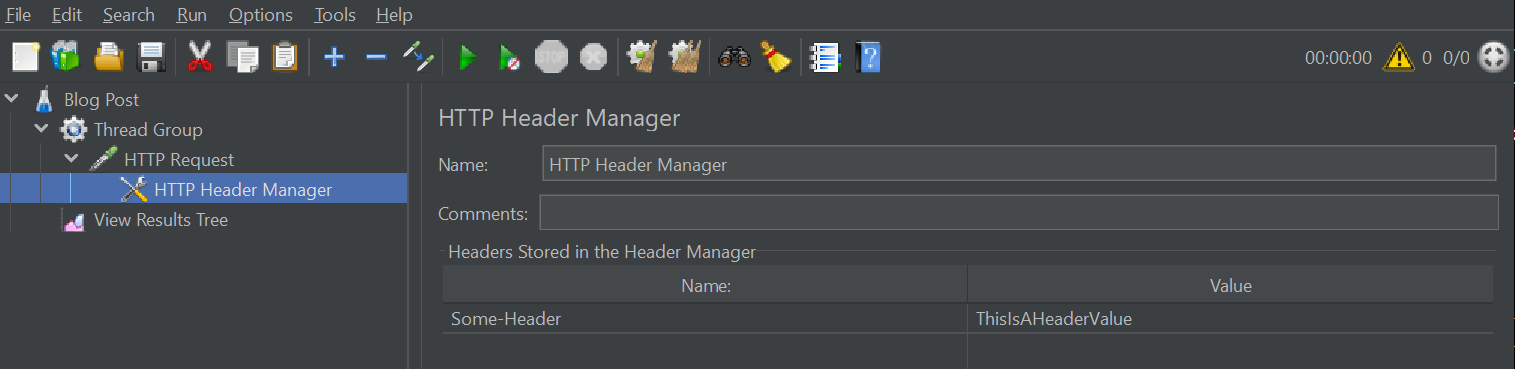 File Edit Search Run Options Tools Help
STOP
00:00:00 0 0/0
Blog Post
Thread Group
HTTP Request
HTTP Header Manager
View Results Tree
HTTP Header Manager
Name: HTTP Header Manager
Comments:
Headers Stored in the Header Manager
Name: Value
Some-Header ThisIsAHeaderValue